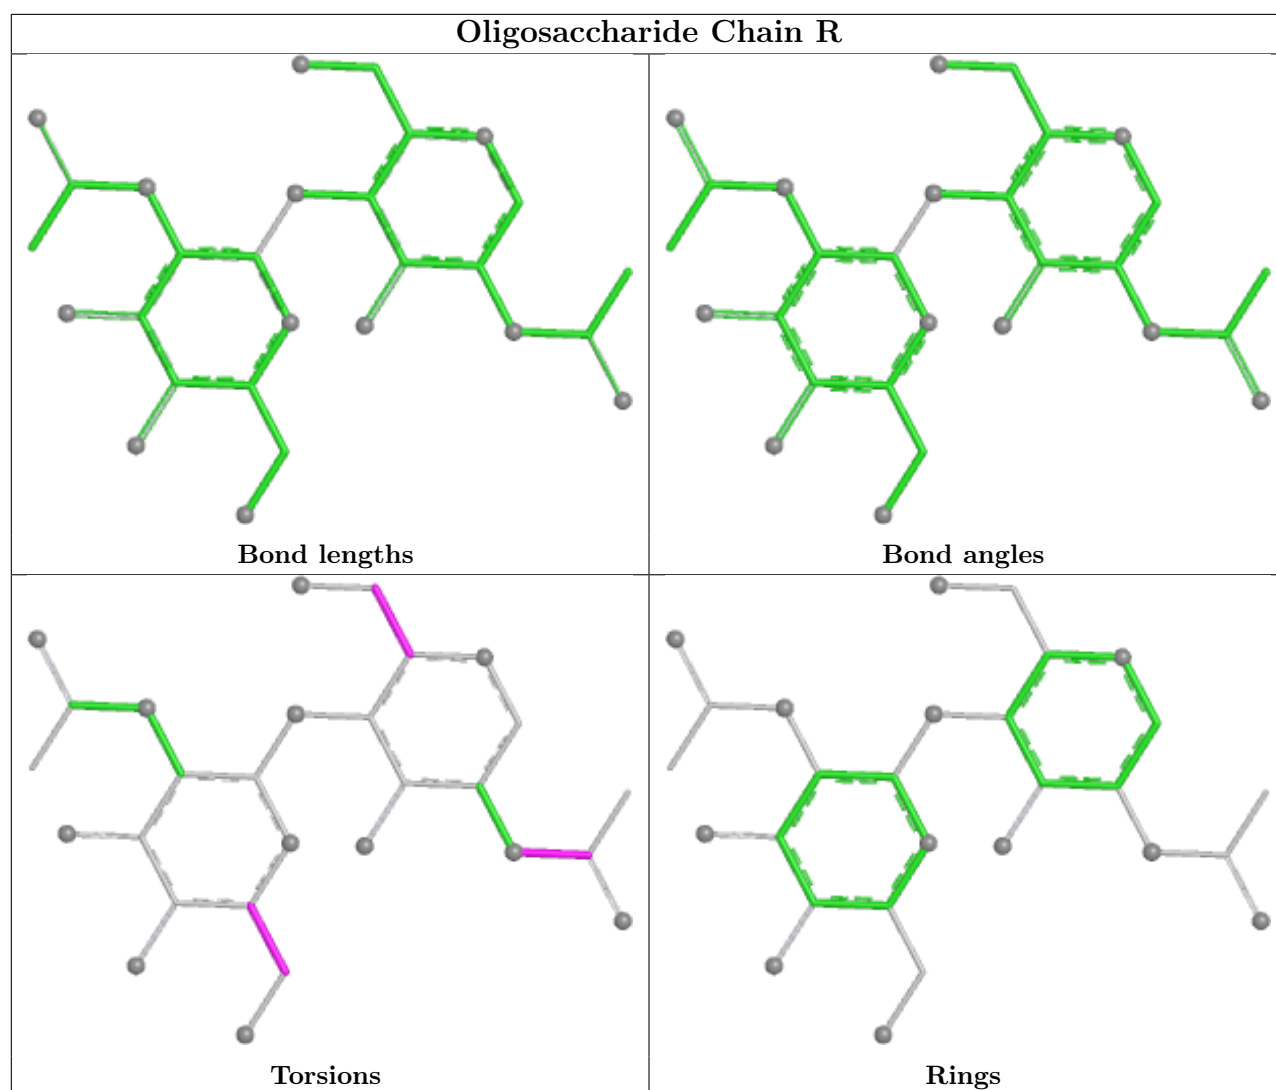 Oligosaccharide Chain R
Bond lengths
Bond angles
Torsions
Rings